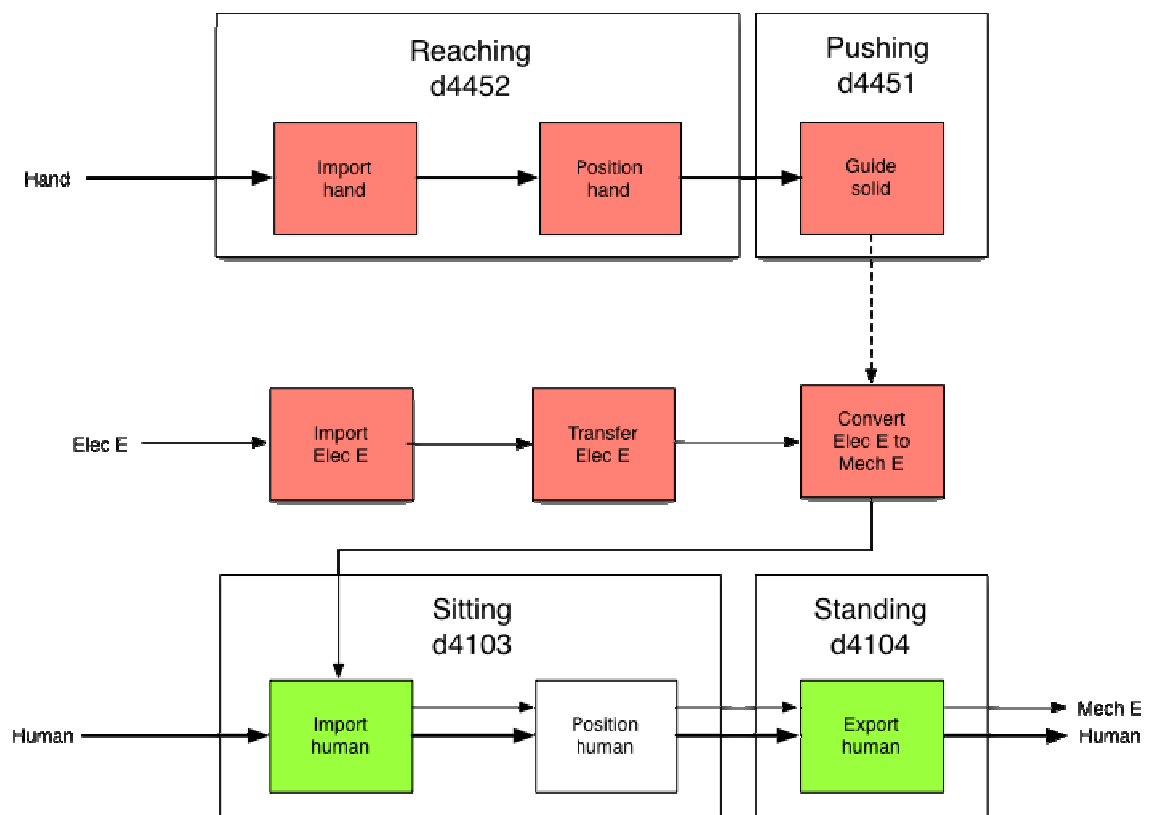 Reaching
d4452
Pushing
d4451
Hand
Import
hand
Position
hand
Guide
solid
Elec E
Import
Elec E
Transfer
Elec E
Convert
Elec E to
Mech E
Sitting
d4103
Standing
d4104
Human
Import
human
Position
human
Export
human
Mech E
Human